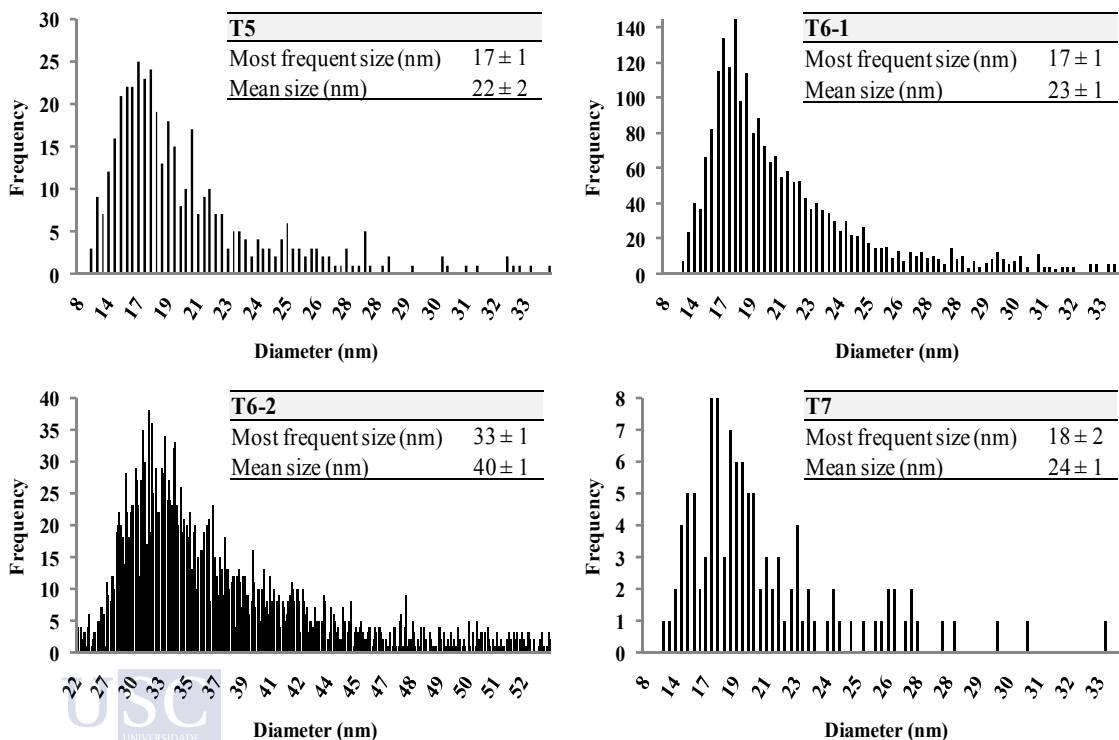 T5
Most frequent size (nm) 17 ± 1
Mean size (nm) 22 ± 2
Frequency
30
25
20
15
10
5
0
8 14 17 19 21 23 24 25 26 28 28 30 31 31 33
Diameter (nm)
T6-1
Most frequent size (nm) 17 ± 1
Mean size (nm) 23 ± 1
Frequency
140
120
100
80
60
40
20
0
8 14 17 19 21 23 24 25 26 28 29 30 31 32 33
Diameter (nm)
T6-2
Most frequent size (nm) 33 ± 1
Mean size (nm) 40 ± 1
Frequency
40
35
30
25
20
15
10
5
0
22 27 30 33 35 37 39 41 42 44 45 47 48 49 50 52
Diameter (nm)
T7
Most frequent size (nm) 18 ± 2
Mean size (nm) 24 ± 1
Frequency
8
7
6
5
4
3
2
1
0
8 14 17 19 21 23 24 25 26 28 28 30 31 32 33
Diameter (nm)
USC
UNIVERSIDADE